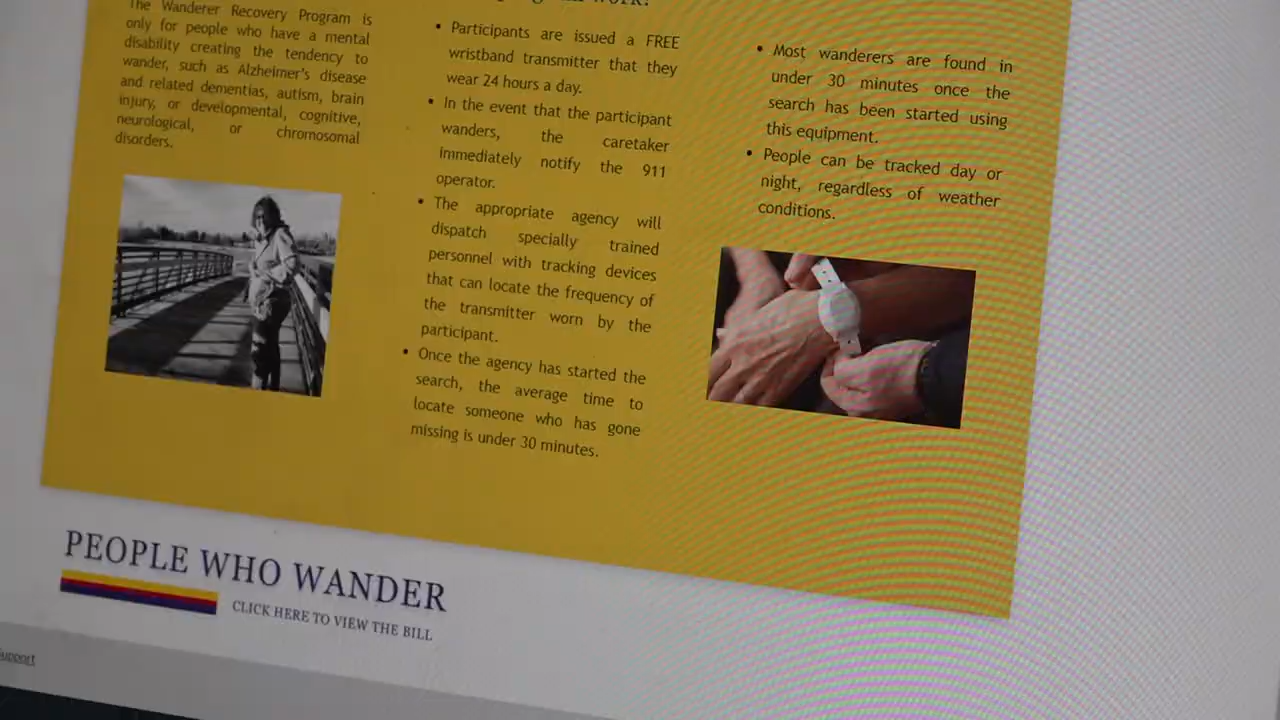 The Wanderer Recovery Program is
only for people who have a mental
disability creating the tendency to
wander, such as Alzheimer's disease
and related dementias, autism, brain
injury, or developmental, cognitive,
neurological, or chromosomal
disorders.
work?
• Participants are issued a FREE
wristband transmitter that they
wear 24 hours a day.
• In the event that the participant
wanders, the caretaker
immediately notify the 911
operator.
• The appropriate agency will
dispatch specially trained
personnel with tracking devices
that can locate the frequency of
the transmitter worn by the
participant.
• Once the agency has started the
search, the average time to
locate someone who has gone
missing is under 30 minutes.
• Most wanderers are found in
under 30 minutes once the
search has been started using
this equipment.
• People can be tracked day or
night, regardless of weather
conditions.
PEOPLE WHO WANDER
CLICK HERE TO VIEW THE BILL
Support